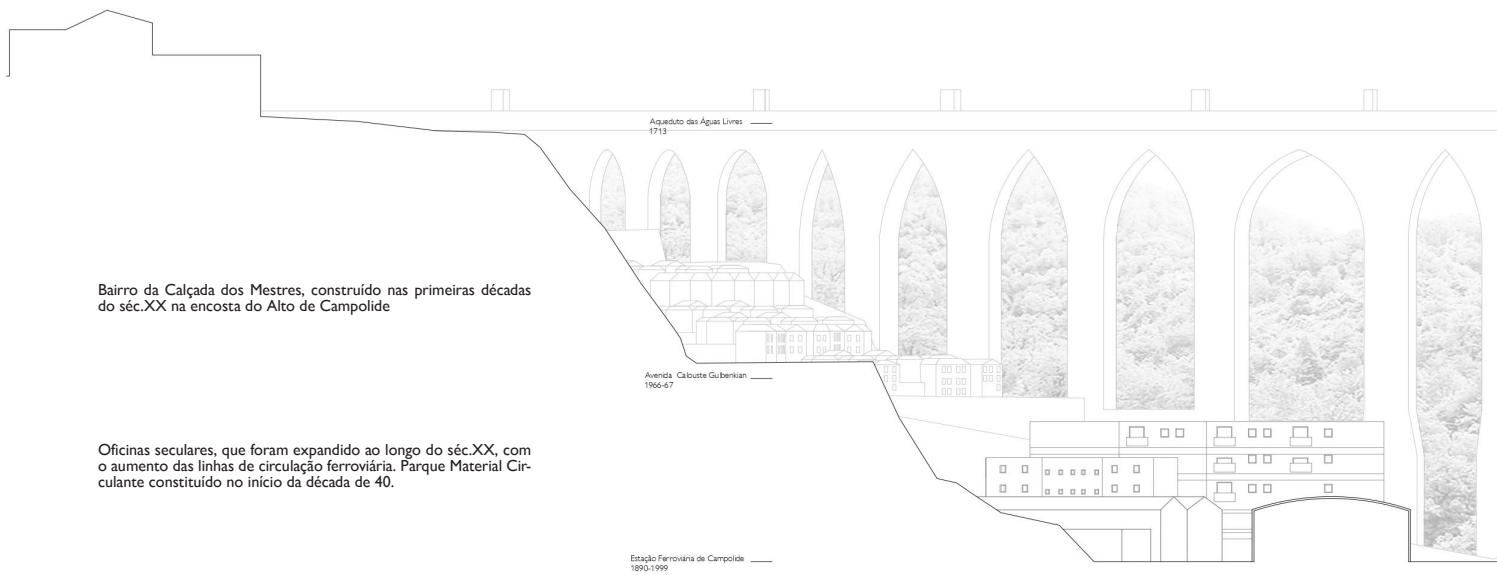 Aqueduto das Águas Livres
1713
Bairro da Calçada dos Mestres, construído nas primeiras décadas
do séc.XX na encosta do Alto de Campolide
Avenida Calouste Gulbenkian
1966-67
Oficinas seculares, que foram expandido ao longo do séc.XX, com
o aumento das linhas de circulação ferroviária. Parque Material Cir-
culante constituído no início da década de 40.
Estação Ferroviária de Campolide
1890-1999